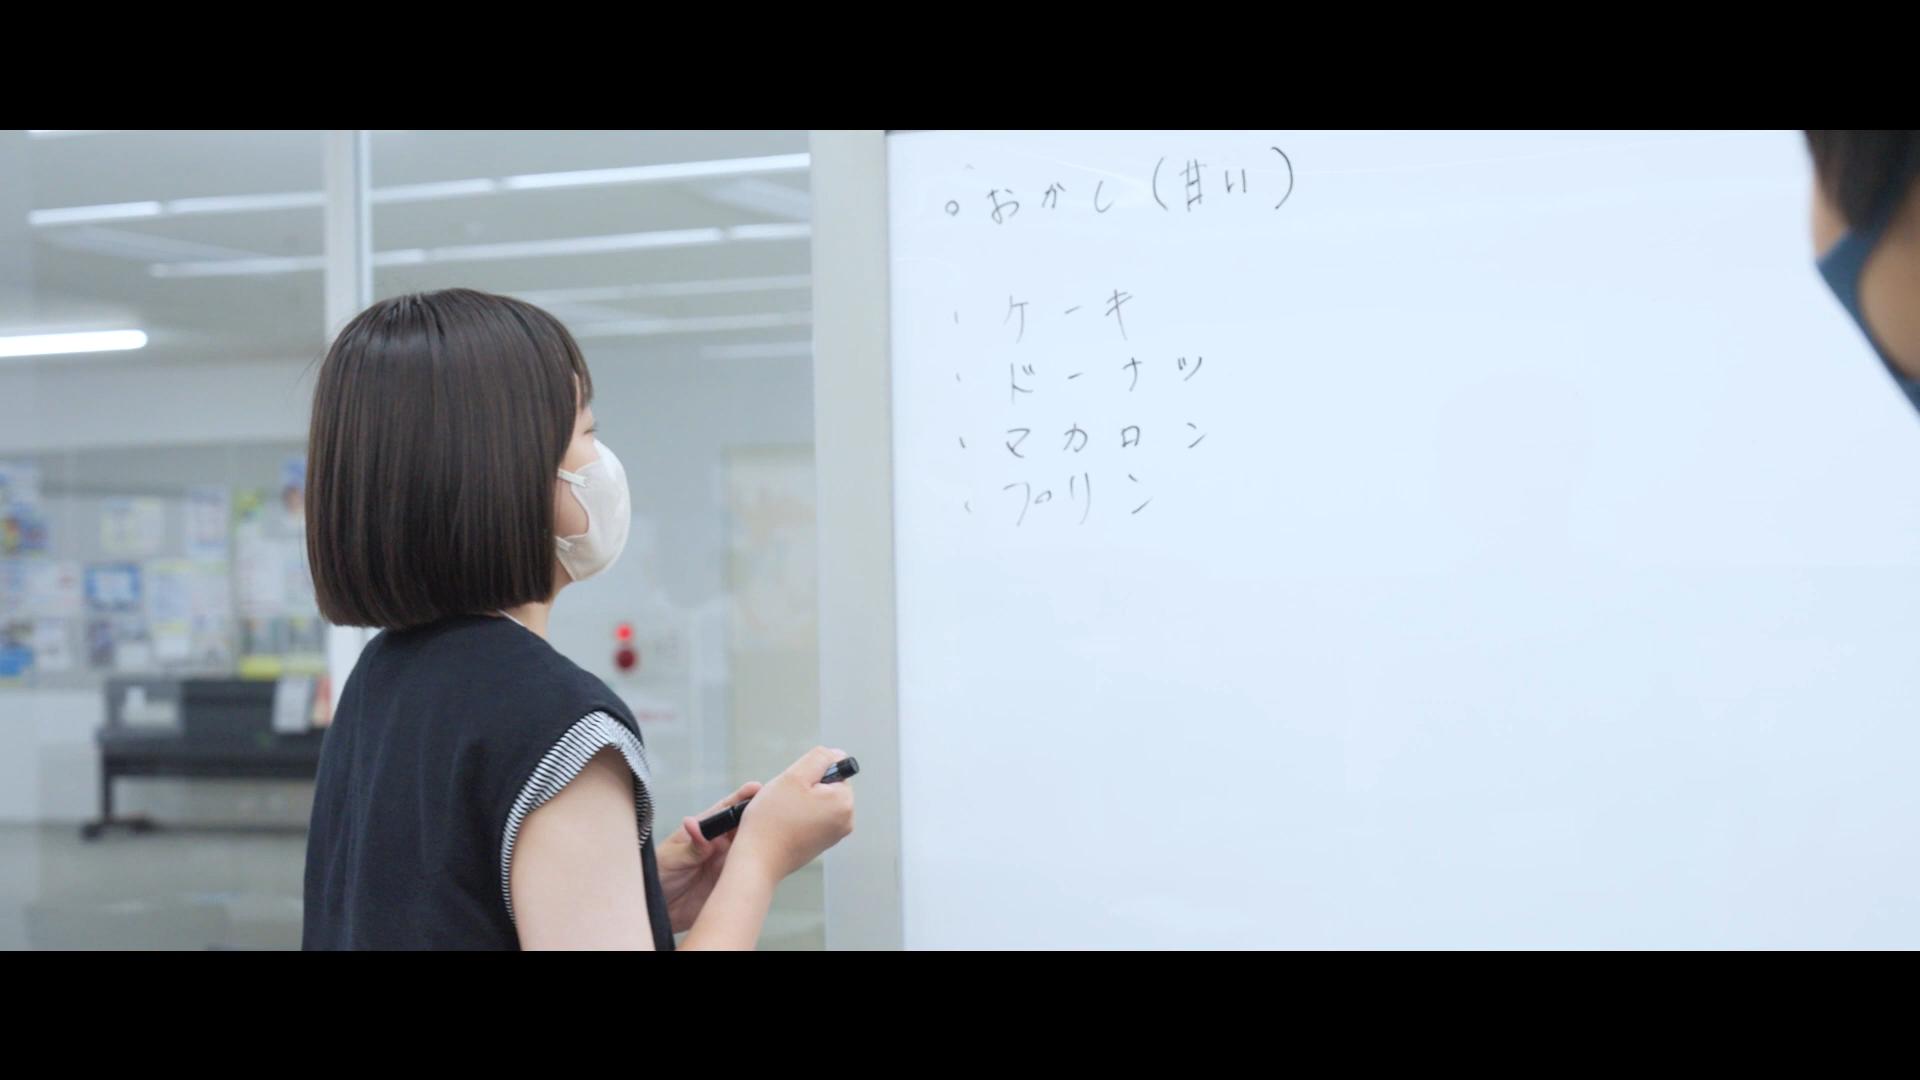 ○ おかし (甘い)
・ケーキ
・ドーナツ
・マカロン
・プリン